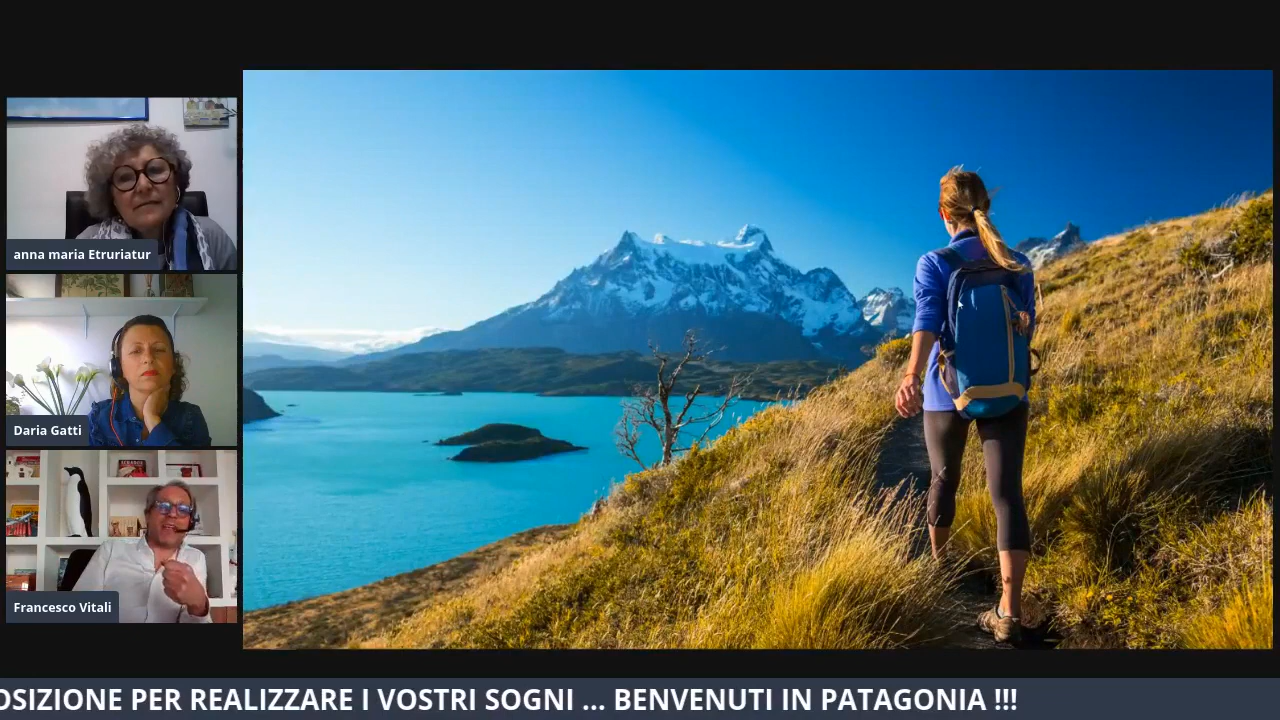 anna maria Etruriatur
Daria Gatti
Francesco Vitali
OSIZIONE PER REALIZZARE I VOSTRI SOGNI ... BENVENUTI IN PATAGONIA !!!